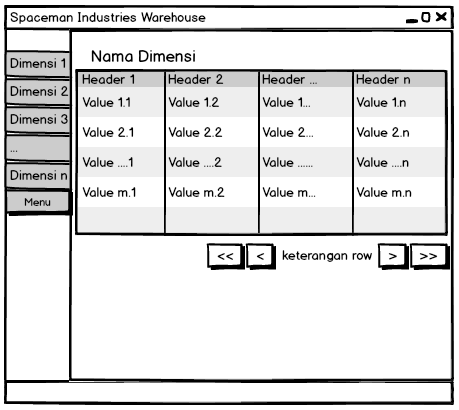 Spaceman Industries Warehouse
Dimensi 1
Dimensi 2
Dimensi 3
...
Dimensi n
Menu
Nama Dimensi
Header 1 Header 2 Header ... Header n
Value 1.1 Value 1.2 Value 1... Value 1.n
Value 2.1 Value 2.2 Value 2... Value 2.n
Value ....1 Value ....2 Value ...... Value ....n
Value m.1 Value m.2 Value m... Value m.n
<< < keterangan row > >>